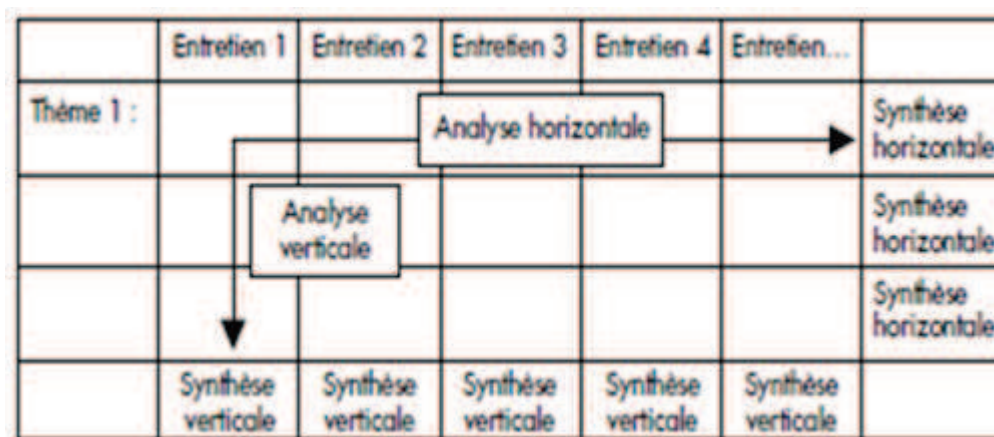 Entretien 1 Entretien 2 Entretien 3 Entretien 4 Entretien...
Thème 1 :
Analyse horizontale
Synthèse
horizontale
Analyse
verticale
Synthèse
horizontale
Synthèse
horizontale
Synthèse
verticale
Synthèse
verticale
Synthèse
verticale
Synthèse
verticale
Synthèse
verticale